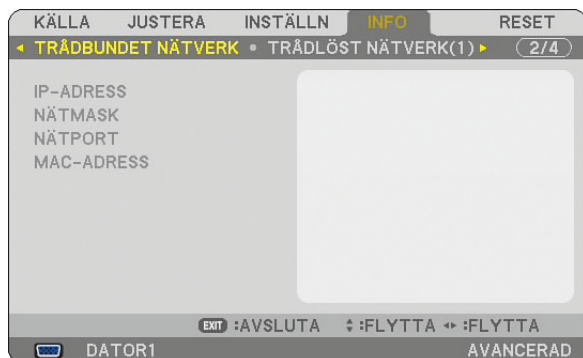 KÄLLA JUSTERA INSTÄLLN INFO RESET
TRÅDBUNDET NÄTVERK • TRÅDLÖST NÄTVERK(1) 2/4
IP-ADRESS
NÄTMASK
NÄTPORT
MAC-ADRESS
EXIT :AVSLUTA :FLYTTA :FLYTTA
DATOR1 AVANCERAD